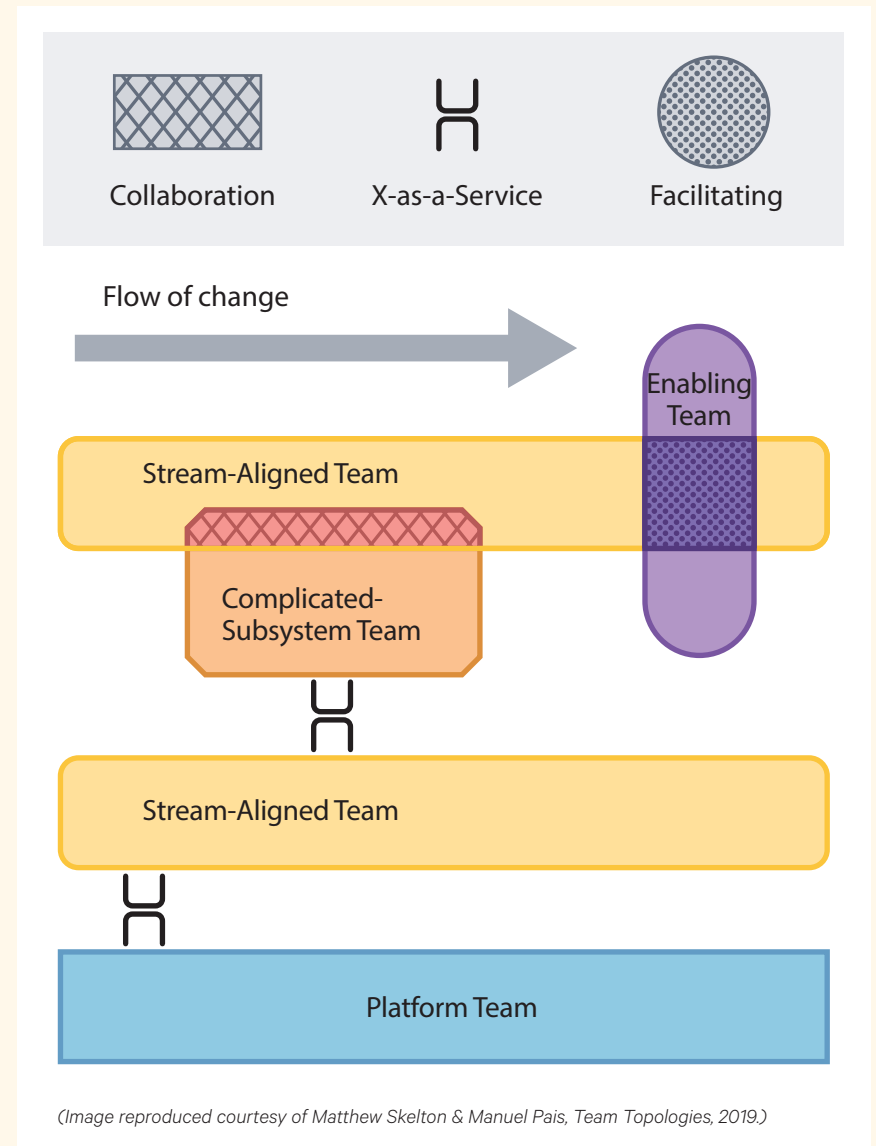 Collaboration
X-as-a-Service
Facilitating
Flow of change
Enabling
Team
Stream-Aligned Team
Complicated-
Subsystem Team
Stream-Aligned Team
Platform Team
(Image reproduced courtesy of Matthew Skelton & Manuel Pais, Team Topologies, 2019.)